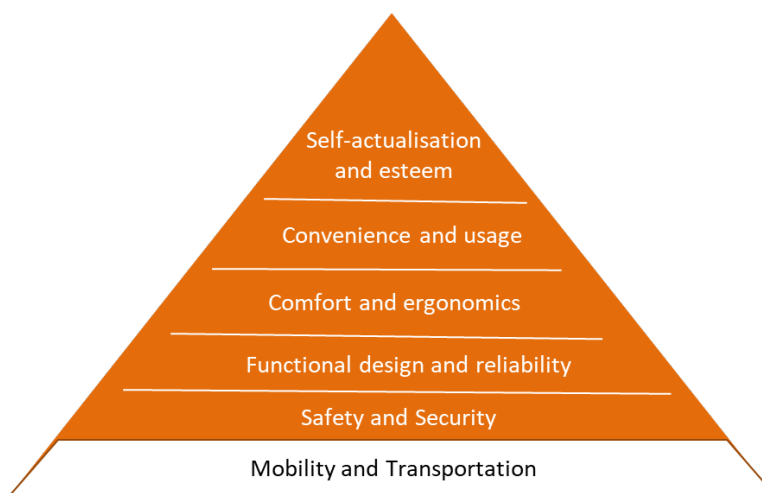 Self-actualisation
and esteem
Convenience and usage
Comfort and ergonomics
Functional design and reliability
Safety and Security
Mobility and Transportation